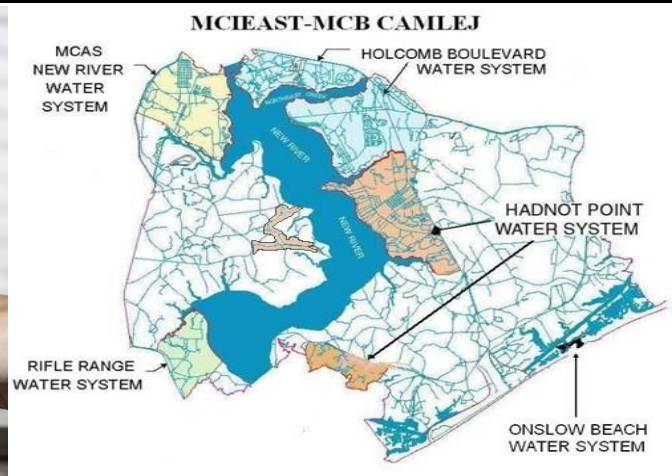 MCIEAST-MCB CAMLEJ
MCAS
NEW RIVER
WATER
SYSTEM
HOLCOMB BOULEVARD
WATER SYSTEM
NEW RIVER
NEW RIVER
HADNOT POINT
WATER SYSTEM
RIFLE RANGE
WATER SYSTEM
ONSLOW BEACH
WATER SYSTEM